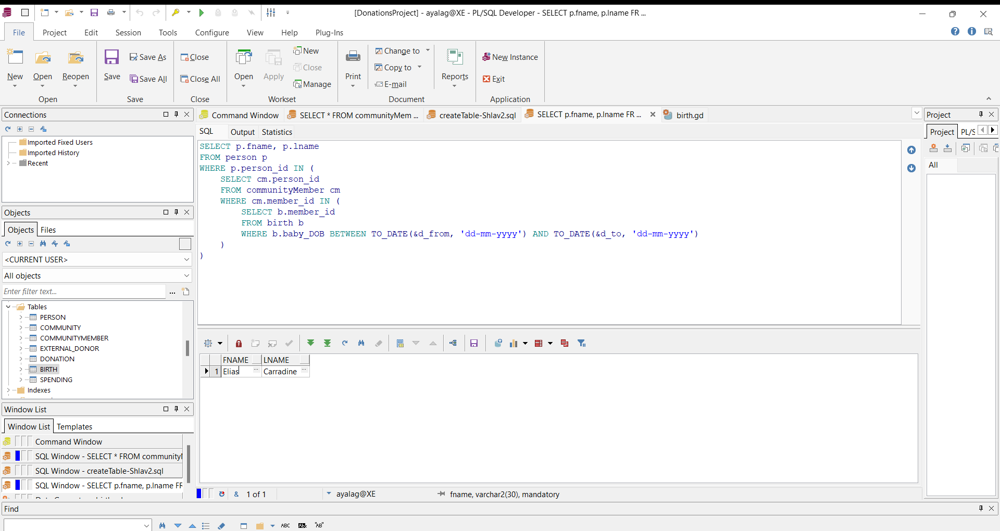 [DonationsProject] - ayalag@XE - PL/SQL Developer - SELECT p.fname, p.lname FR ...
File Project Edit Session Tools Configure View Help Plug-Ins
New Open Reopen
Open
Save Save As Save All
Save
Close Close All
Close
Open Apply New Close Manage
Workset
Print Change to Copy to E-mail
Document
Reports
New Instance Exit
Application
Connections
Imported Fixed Users
Imported History
Recent
Objects
Objects Files
<CURRENT USER>
All objects
Enter filter text... ...
Tables
PERSON
COMMUNITY
COMMUNITYMEMBER
EXTERNAL_DONOR
DONATION
BIRTH
SPENDING
Indexes
Window List
Window List Templates
Command Window
SQL Window - SELECT * FROM community
SQL Window - createTable-Shlav2.sql
SQL Window - SELECT p.fname, p.lname FR
Command Window SELECT * FROM communityMem ... createTable-Shlav2.sql SELECT p.fname, p.lname FR ... birth.gd
SQL Output Statistics
SELECT p.fname, p.lname
FROM person p
WHERE p.person_id IN (
SELECT cm.person_id
FROM communityMember cm
WHERE cm.member_id IN (
SELECT b.member_id
FROM birth b
WHERE b.baby_DOB BETWEEN TO_DATE(&d_from, 'dd-mm-yyyy') AND TO_DATE(&d_to, 'dd-mm-yyyy')
)
)
FNAME LNAME
1 Elias ... Carradine ...
& 1 of 1 ayalag@XE fname, varchar2(30), mandatory
Project
Project PL/S
All
Find
ABC AB "AB"